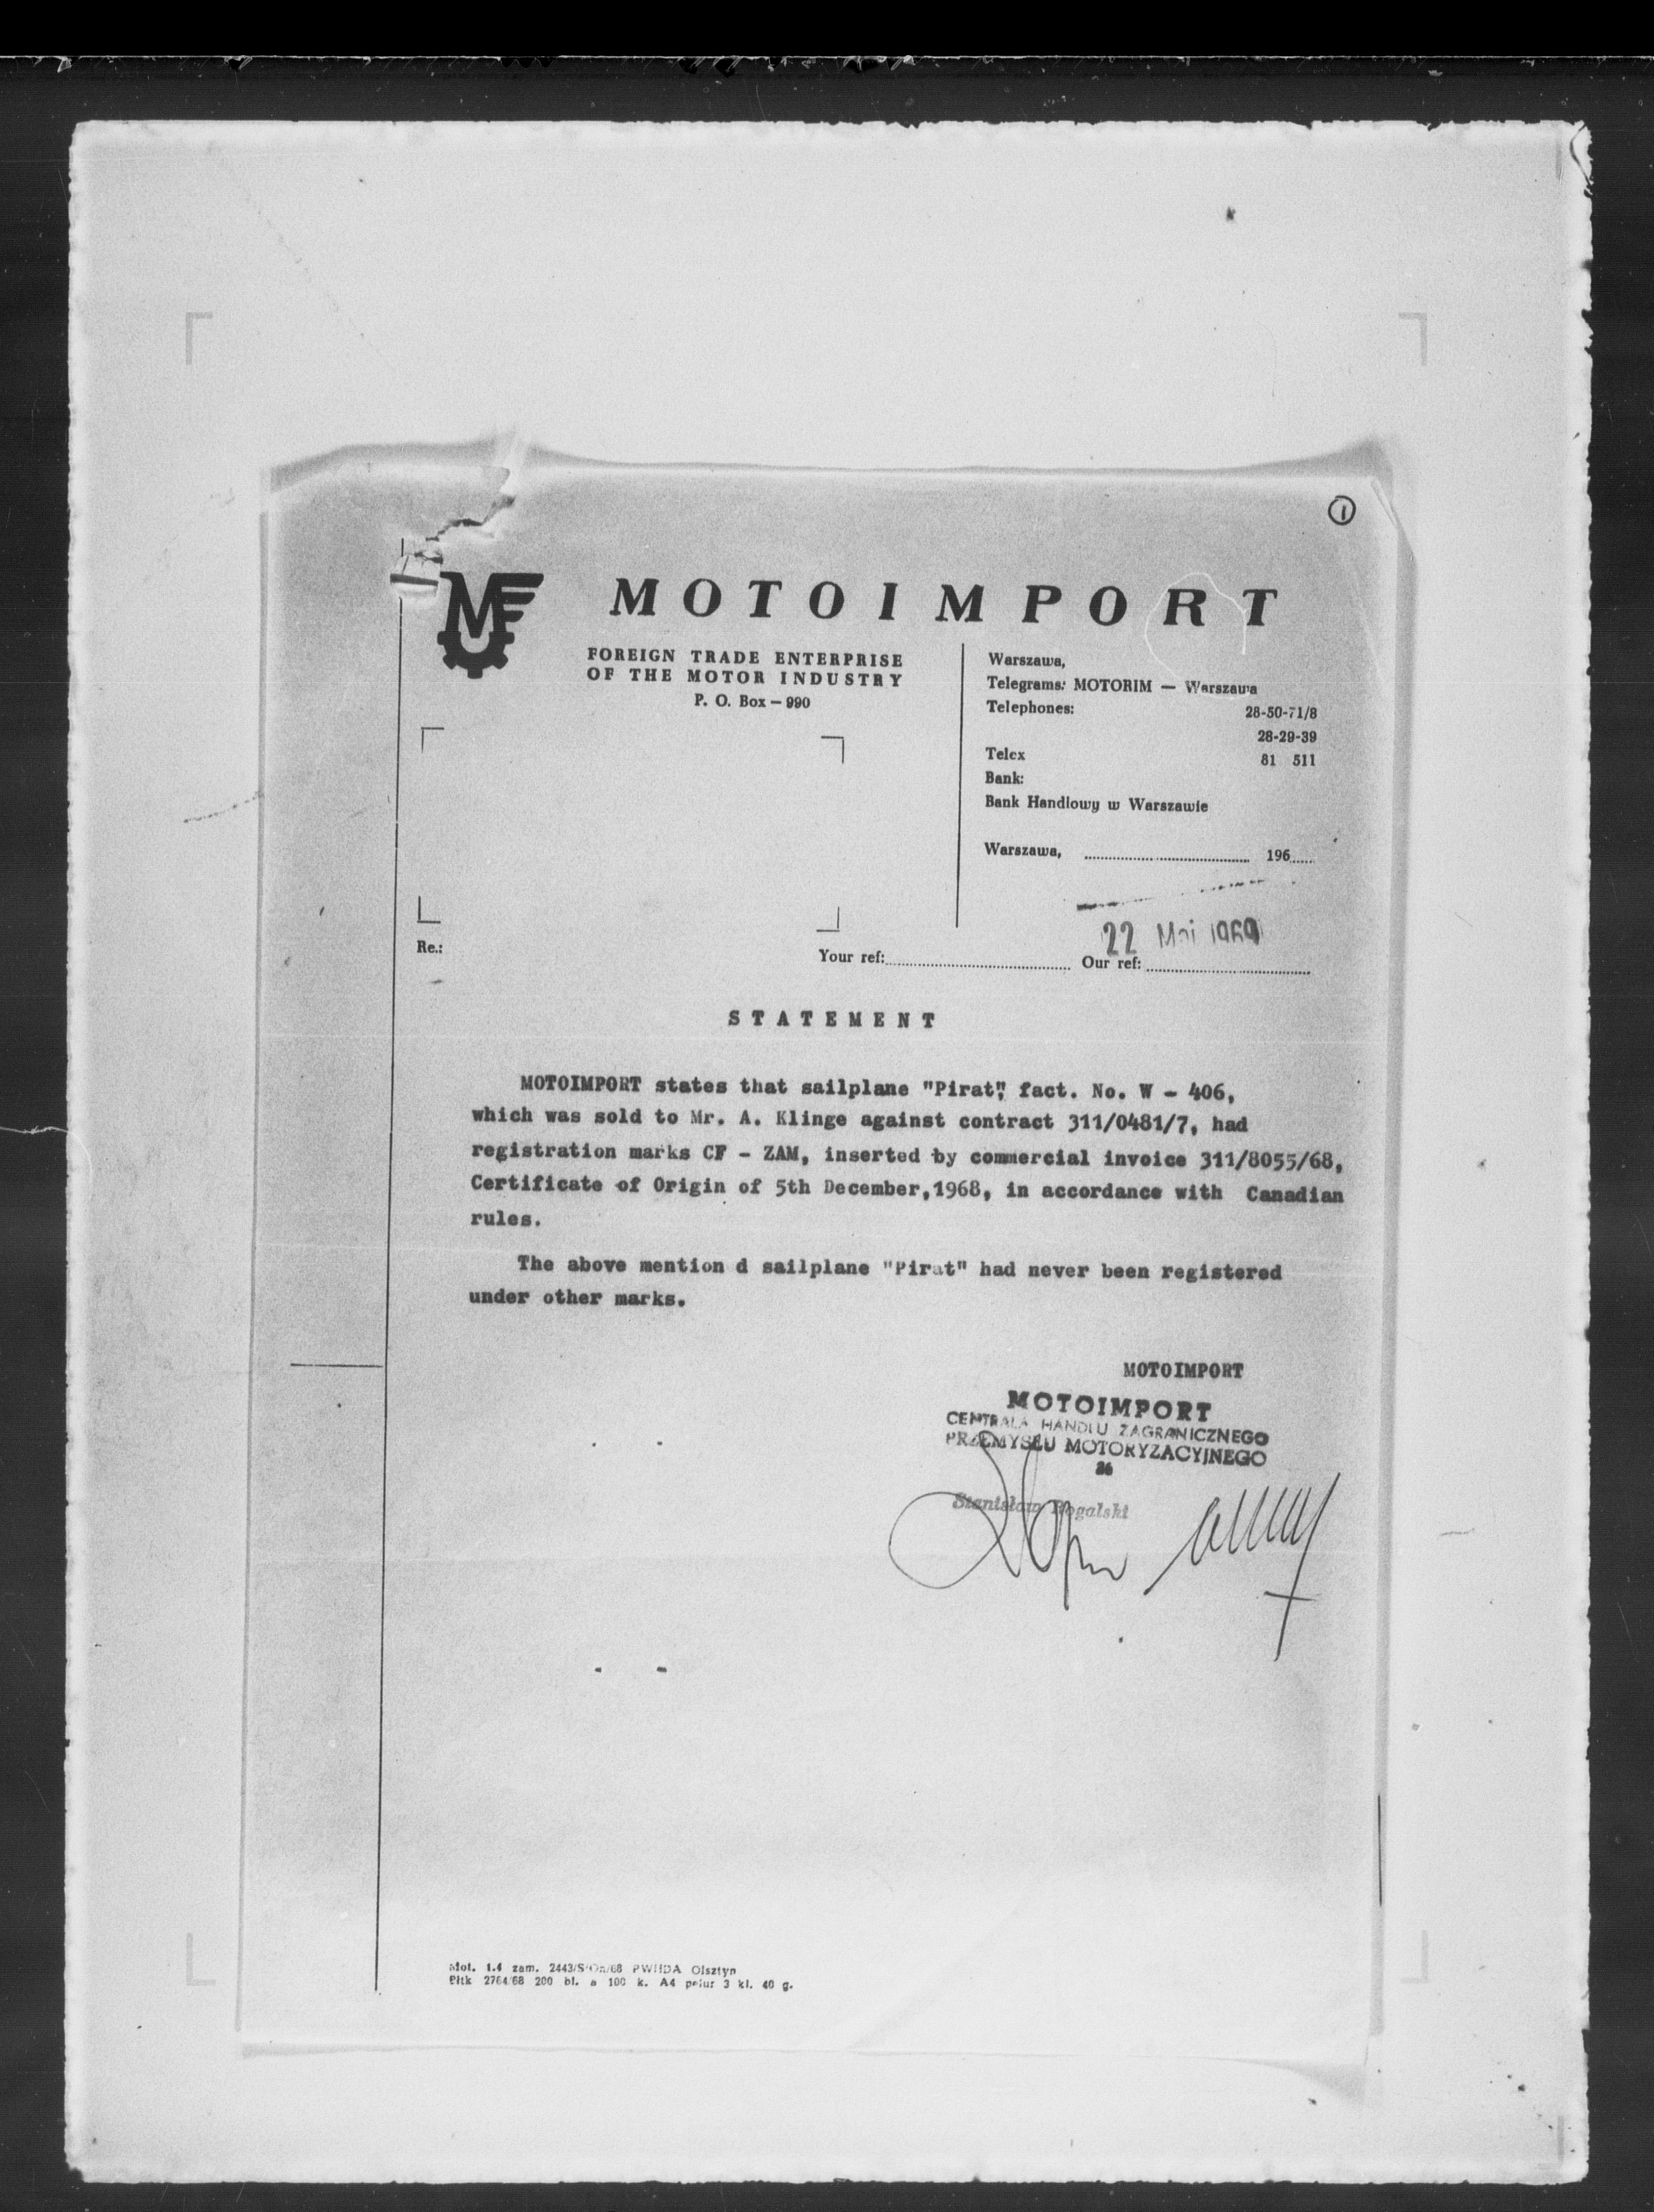 1
MF
MOTOIMPORT
FOREIGN TRADE ENTERPRISE
OF THE MOTOR INDUSTRY
P. O. Box — 990
Warszawa,
Telegrams: MOTORIM — Warszawa
Telephones: 28-50-71/8
28-29-39
Telex 81 511
Bank:
Bank Handlowy w Warszawie
Warszawa, 196
22 Mai 1969
Re.:
Your ref: Our ref:
STATEMENT
MOTOIMPORT states that sailplane "Pirat", fact. No. W - 406,
which was sold to Mr. A. Klinge against contract 311/0481/7, had
registration marks CF - ZAM, inserted by commercial invoice 311/8055/68,
Certificate of Origin of 5th December, 1968, in accordance with Canadian
rules.
The above mention d sailplane "Pirat" had never been registered
under other marks.
MOTOIMPORT
MOTOIMPORT
CENTRALA HANDLU ZAGRANICZNEGO
PRZEMYSŁU MOTORYZACYJNEGO
26
Stanisław Rogalski
Mot. 1.4 zam. 2443/S/On/68 PWHDA Olsztyn
Pltk 2764/68 200 bl. a 100 k. A4 pelur 3 kl. 40 g.